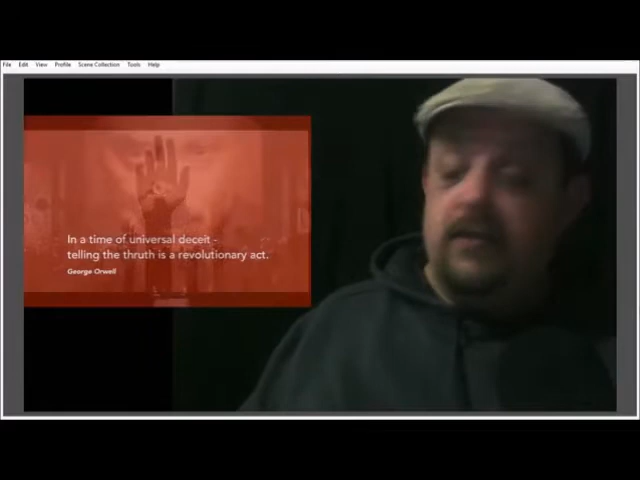 File Edit View Profile Scene Collection Tools Help
In a time of universal deceit -
telling the thruth is a revolutionary act.
George Orwell